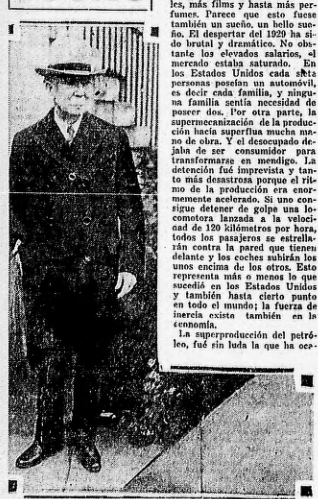 les, más films y hasta más per-
fumes. Parece que esto fuese
también un sueño, un bello sue-
ño. El despertar del 1929 ha si-
do brutal y dramático. No obs-
tante los elevados salarios, el
mercado estaba saturado. En
los Estados Unidos cada siete
personas poseían un automóvil,
es decir cada familia, y ningu-
na familia sentía necesidad de
poseer dos. Por otra parte, la
supermecanización de la produc-
ción hacía superflua mucha ma-
no de obra. Y el desocupado de-
jaba de ser consumidor para
transformarse en mendigo. La
detención fué imprevista y tan-
to más desastrosa porque el rit-
mo de la producción era enor-
memente acelerado. Si uno con-
sigue detener de golpe una lo-
comotora lanzada a la veloci-
dad de 120 kilómetros por hora,
todos los pasajeros se estrella-
rán contra la pared que tienen
delante y los coches subirán los
unos encima de los otros. Esto
representa más o menos lo que
sucedió en los Estados Unidos
y también hasta cierto punto
en todo el mundo; la fuerza de
inercia existe también en la
economía.
La superproducción del petró-
leo, fué sin luda la que ha oca-